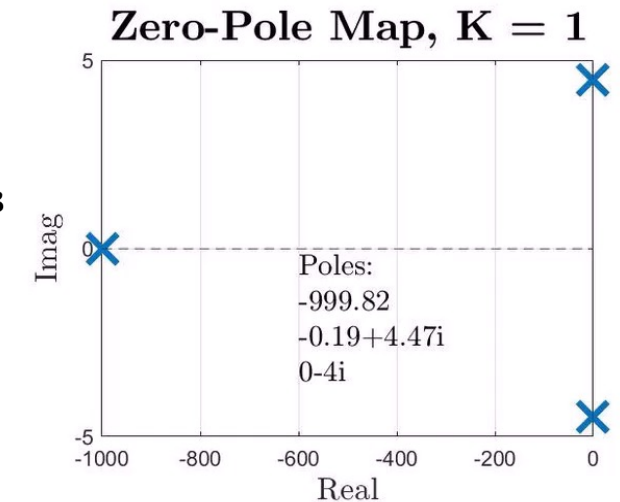 Zero-Pole Map, K = 1
5
0
-5
Imag
Poles:
-999.82
-0.19+4.47i
0-4i
-1000 -800 -600 -400 -200 0
Real